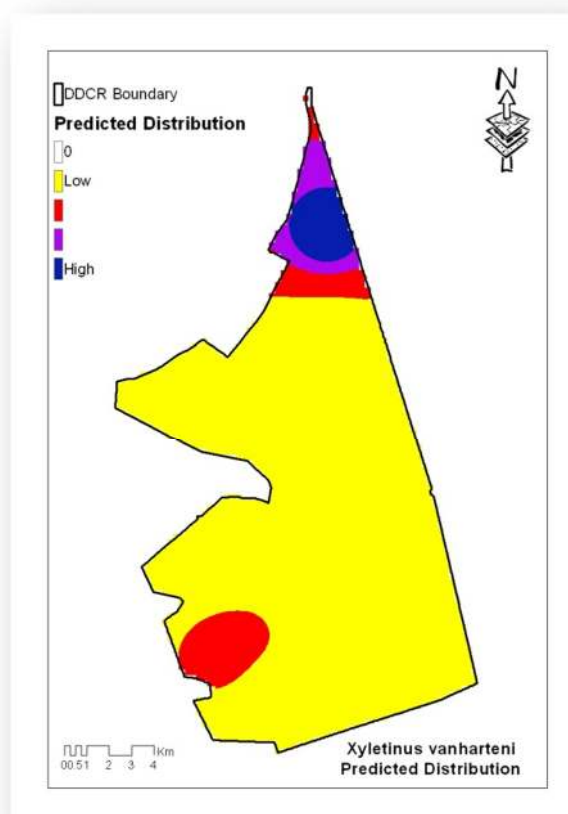 DDCR Boundary
Predicted Distribution
0
Low
High
N
Km
00.51 2 3 4
Xyletinus vanharteni
Predicted Distribution